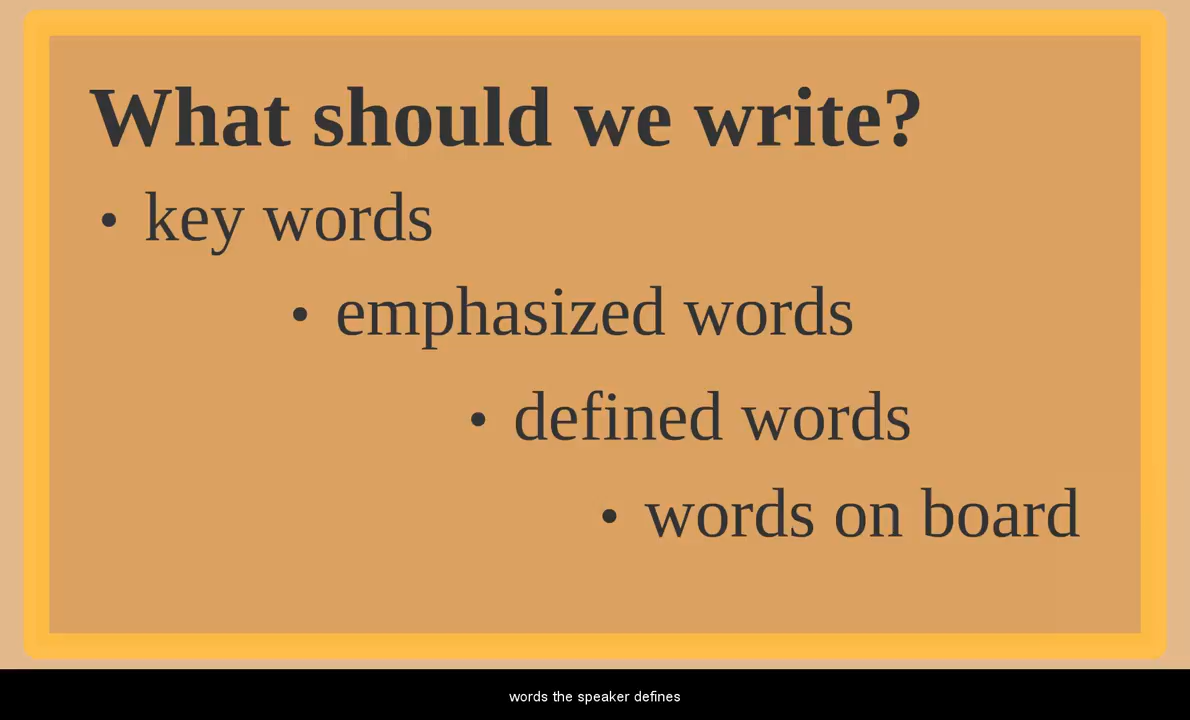 What should we write?
• key words
• emphasized words
• defined words
• words on board
words the speaker defines